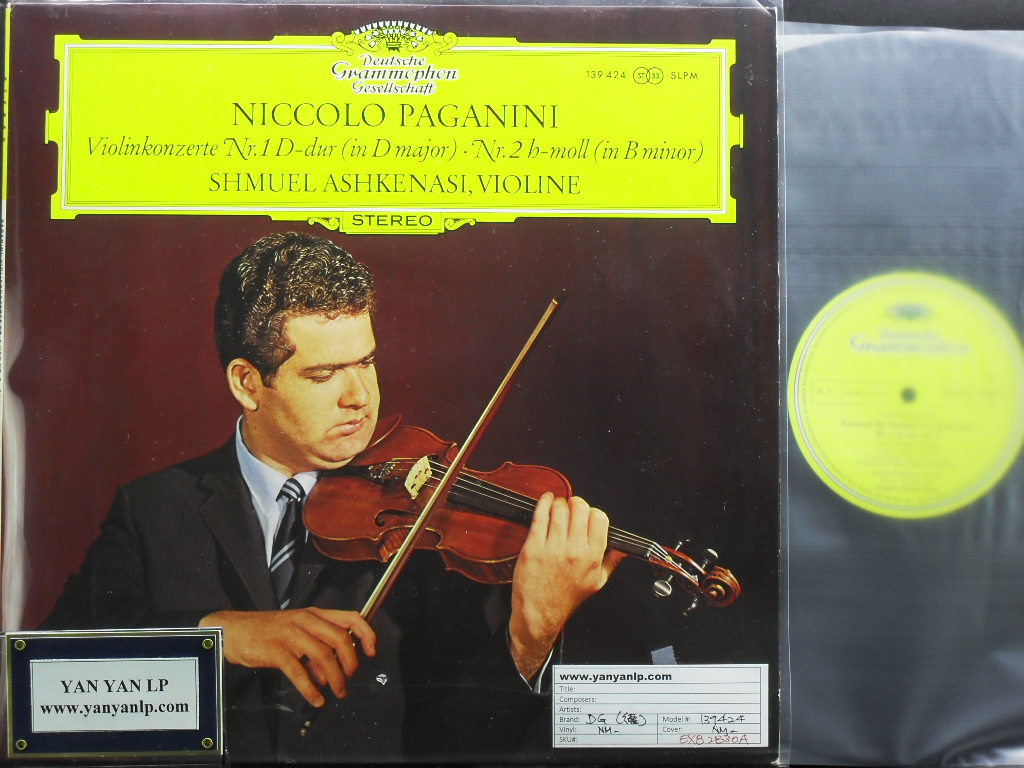 Deutsche
Grammophon
Gesellschaft
139 424 ST 33 SLPM
NICCOLO PAGANINI
Violinkonzerte Nr. 1 D-dur (in D major) · Nr. 2 h-moll (in B minor)
SHMUEL ASHKENASI, VIOLINE
STEREO
Deutsche
Grammophon
YAN YAN LP
www.yanyanlp.com
www.yanyanlp.com
Title:
Composers:
Artists:
Brand: DG Model #: 139424
Vinyl: NM- Cover: NM-
SKU#: EXB 2830A